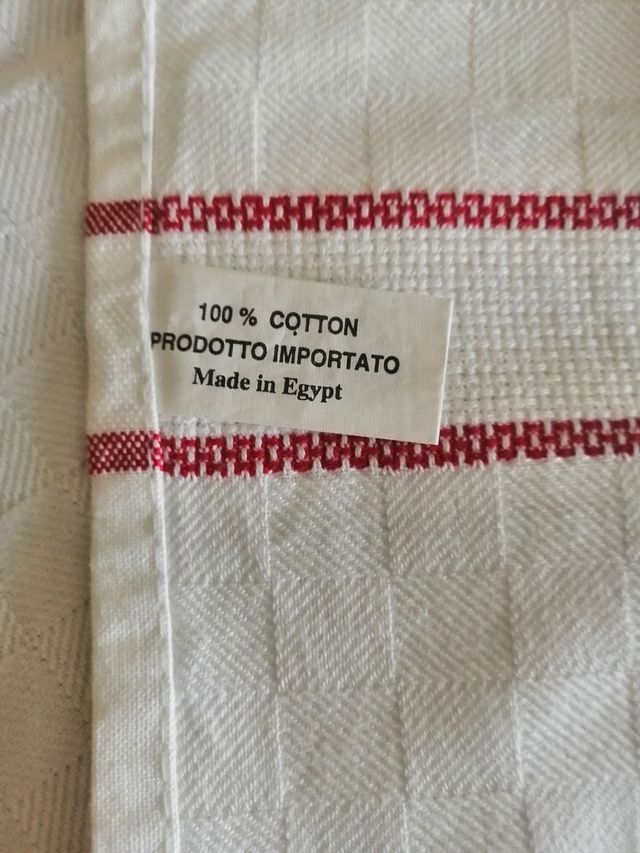 100 % COTTON
PRODOTTO IMPORTATO
Made in Egypt